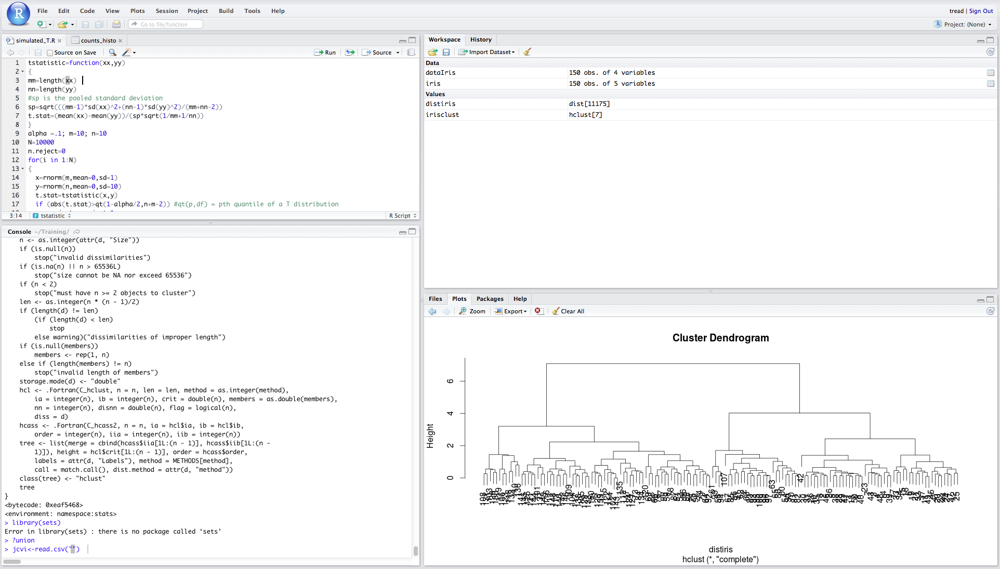 File Edit Code View Plots Session Project Build Tools Help
tread | Sign Out
Go to file/function
Project: (None)
simulated_T.R
counts_histo
Source on Save
Run
Source
1 tstatistic=function(xx,yy)
2 {
3 mm=length(xx)
4 nn=length(yy)
5 #sp is the pooled standard deviation
6 sp=sqrt(((mm-1)*sd(xx)^2+(nn-1)*sd(yy)^2)/(mm+nn-2))
7 t.stat=(mean(xx)-mean(yy))/(sp*sqrt(1/mm+1/nn))
8 }
9 alpha =.1; m=10; n=10
10 N=10000
11 n.reject=0
12 for(i in 1:N)
13 {
14 x=rnorm(m,mean=0,sd=1)
15 y=rnorm(n,mean=0,sd=10)
16 t.stat=tstatistic(x,y)
17 if (abs(t.stat)>qt(1-alpha/2,n+m-2)) #qt(p,df) = pth quantile of a T distribution
3:14
tstatistic
R Script
Console ~/Training/
n <- as.integer(attr(d, "Size"))
if (is.null(n))
stop("invalid dissimilarities")
if (is.na(n) || n > 65536L)
stop("size cannot be NA nor exceed 65536")
if (n < 2)
stop("must have n >= 2 objects to cluster")
len <- as.integer(n * (n - 1)/2)
if (length(d) != len)
(if (length(d) < len)
stop
else warning)("dissimilarities of improper length")
if (is.null(members))
members <- rep(1, n)
else if (length(members) != n)
stop("invalid length of members")
storage.mode(d) <- "double"
hcl <- .Fortran(C_hclust, n = n, len = len, method = as.integer(method),
ia = integer(n), ib = integer(n), crit = double(n), members = as.double(members),
nn = integer(n), disnn = double(n), flag = logical(n),
diss = d)
hcass <- .Fortran(C_hcass2, n = n, ia = hcl$ia, ib = hcl$ib,
order = integer(n), iia = integer(n), iib = integer(n))
tree <- list(merge = cbind(hcass$iia[1L:(n - 1)], hcass$iib[1L:(n -
1)]), height = hcl$crit[1L:(n - 1)], order = hcass$order,
labels = attr(d, "Labels"), method = METHODS[method],
call = match.call(), dist.method = attr(d, "method"))
class(tree) <- "hclust"
tree
}
<bytecode: 0xeaf5468>
<environment: namespace:stats>
> library(sets)
Error in library(sets) : there is no package called ‘sets’
> ?union
> jcvi<-read.csv("")
Workspace History
Import Dataset
Data
dataIris 150 obs. of 4 variables
iris 150 obs. of 5 variables
Values
distiris dist[11175]
irisclust hclust[7]
Files Plots Packages Help
Zoom Export Clear All
Cluster Dendrogram
Height
6
4
2
0
107
42
63
23
25
distiris
hclust (*, "complete")